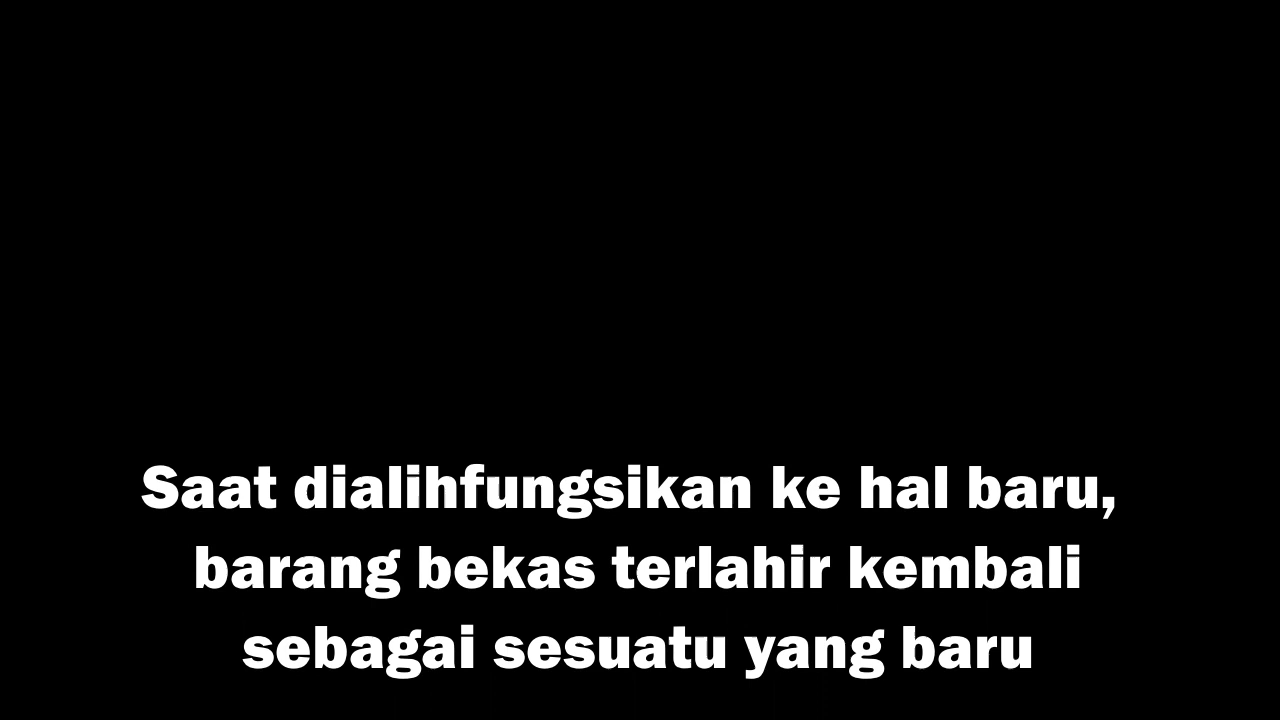 Saat dialihfungsikan ke hal baru,
barang bekas terlahir kembali
sebagai sesuatu yang baru